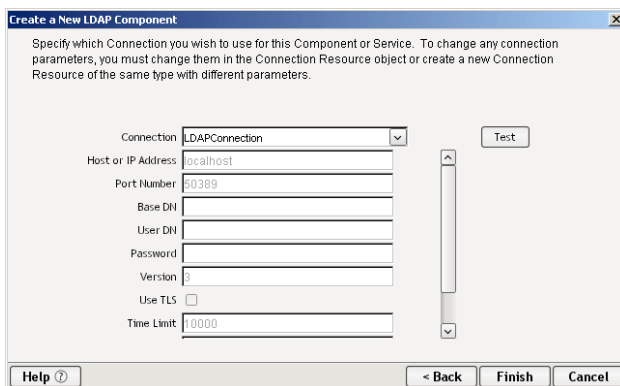 Create a New LDAP Component
Specify which Connection you wish to use for this Component or Service. To change any connection
parameters, you must change them in the Connection Resource object or create a new Connection
Resource of the same type with different parameters.
Connection LDAPConnection Test
Host or IP Address localhost
Port Number 50389
Base DN
User DN
Password
Version 3
Use TLS
Time Limit 10000
Help ? < Back Finish Cancel